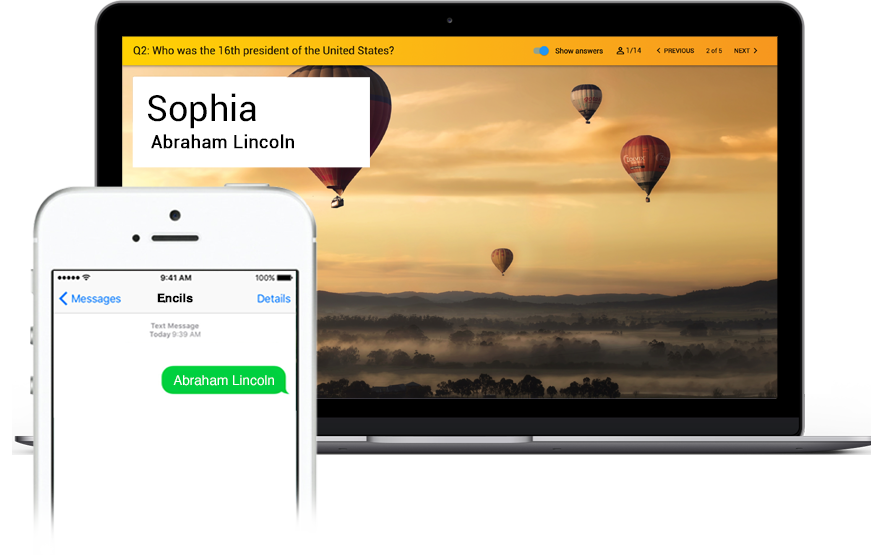 Q2: Who was the 16th president of the United States?
Show answers
1/14
PREVIOUS
2 of 5
NEXT
Sophia
Abraham Lincoln
9:41 AM
100%
Messages
Encils
Details
Text Message
Today 9:39 AM
Abraham Lincoln